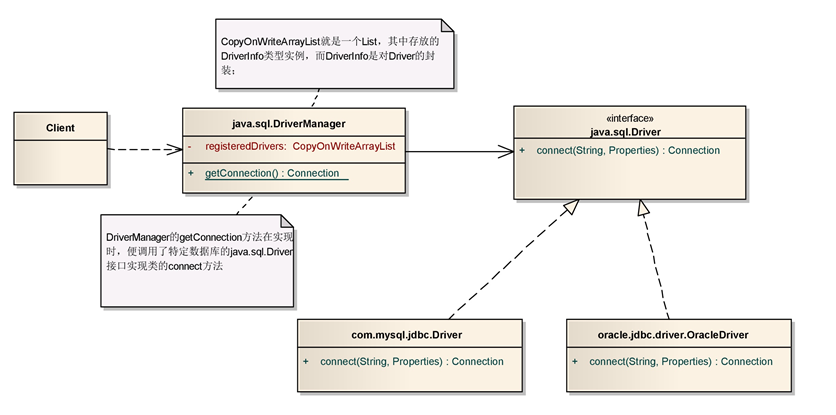 CopyOnWriteArrayList就是一个List，其中存放的
DriverInfo类型实例，而DriverInfo是对Driver的封
装；
Client
java.sql.DriverManager
- registeredDrivers: CopyOnWriteArrayList
+ getConnection() : Connection
«interface»
java.sql.Driver
+ connect(String, Properties) : Connection
DriverManager的getConnection方法在实现
时，便调用了特定数据库的java.sql.Driver
接口实现类的connect方法
com.mysql.jdbc.Driver
+ connect(String, Properties) : Connection
oracle.jdbc.driver.OracleDriver
+ connect(String, Properties) : Connection